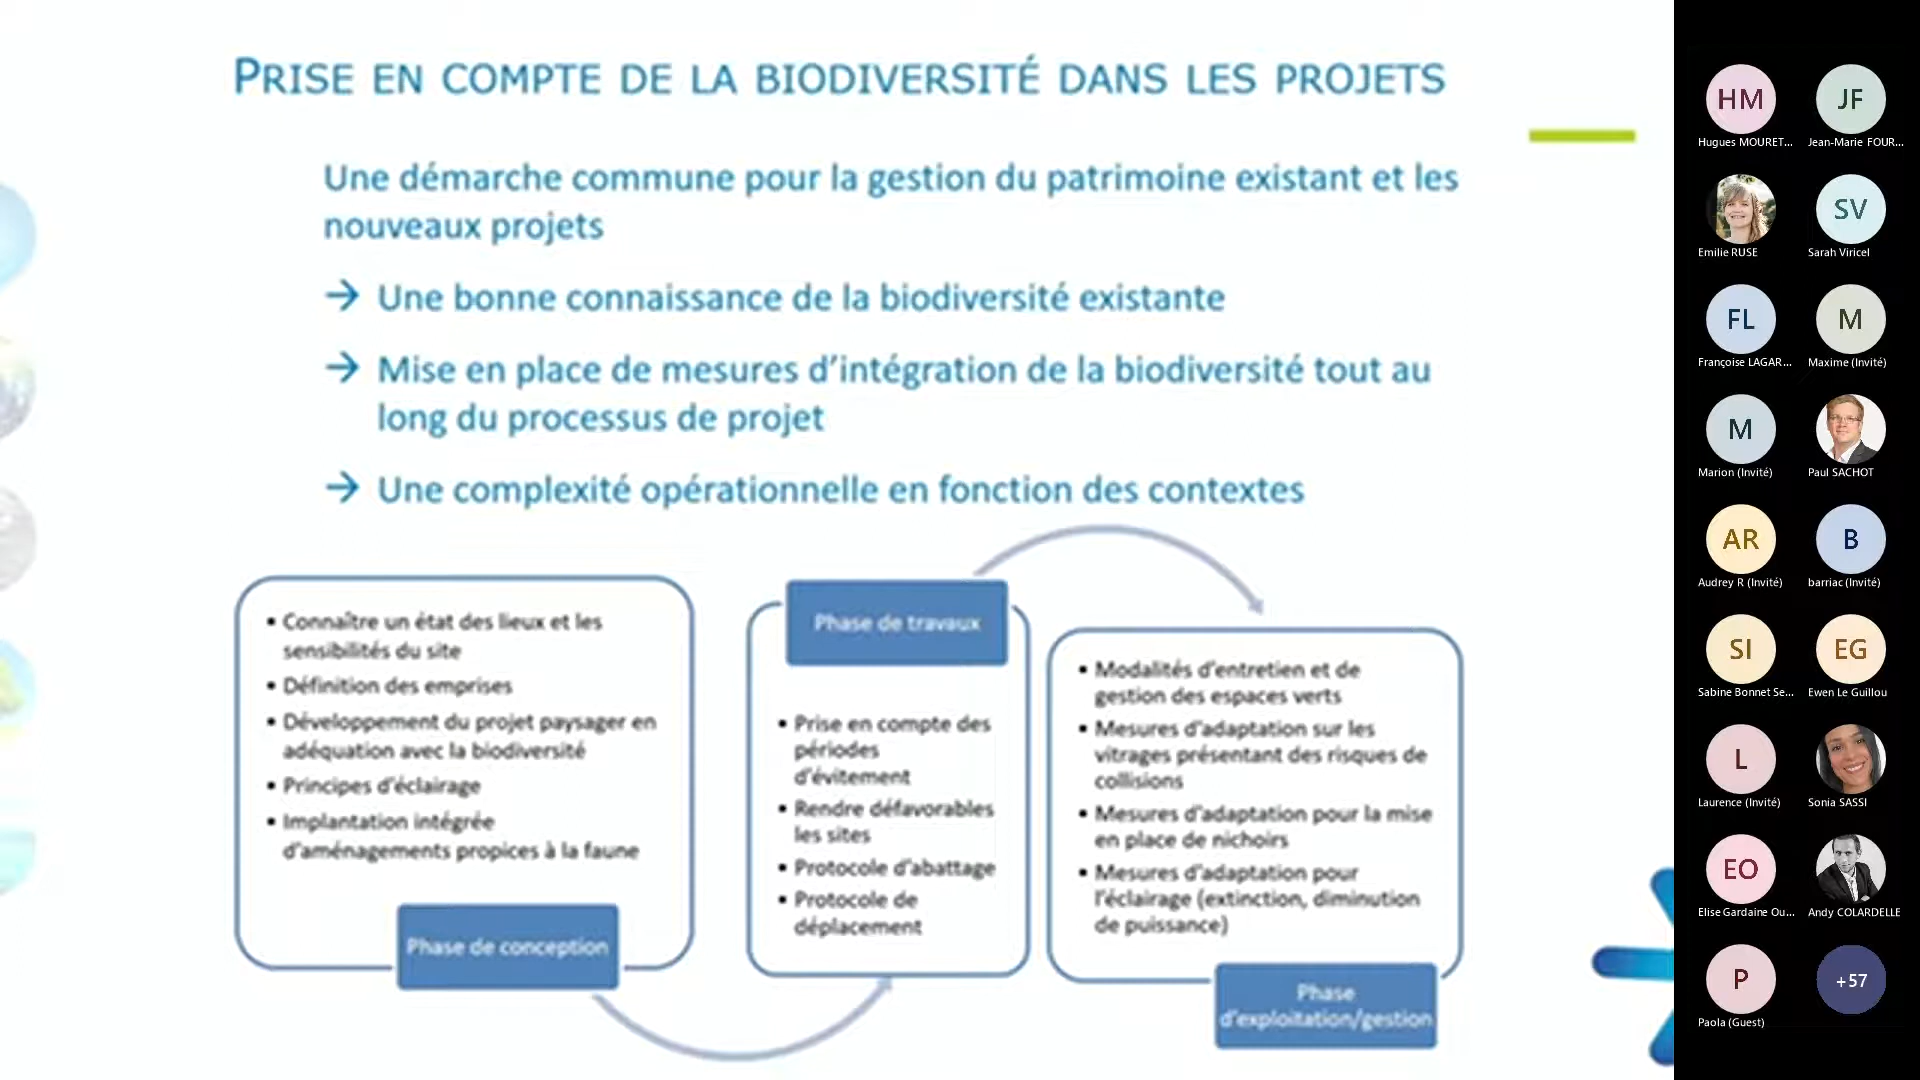 PRISE EN COMPTE DE LA BIODIVERSITÉ DANS LES PROJETS
Une démarche commune pour la gestion du patrimoine existant et les
nouveaux projets
→ Une bonne connaissance de la biodiversité existante
→ Mise en place de mesures d'intégration de la biodiversité tout au
long du processus de projet
→ Une complexité opérationnelle en fonction des contextes
▪ Connaître un état des lieux et les
sensibilités du site
▪ Définition des emprises
▪ Développement du projet paysager en
adéquation avec la biodiversité
▪ Principes d'éclairage
▪ Implantation intégrée
d'aménagements propices à la faune
Phase de conception
Phase de travaux
▪ Prise en compte des
périodes
d'évitement
▪ Rendre défavorables
les sites
▪ Protocole d'abattage
▪ Protocole de
déplacement
▪ Modalités d'entretien et de
gestion des espaces verts
▪ Mesures d'adaptation sur les
vitrages présentant des risques de
collisions
▪ Mesures d'adaptation pour la mise
en place de nichoirs
▪ Mesures d'adaptation pour
l'éclairage (extinction, diminution
de puissance)
Phase
d'exploitation/gestion
HM
JF
Hugues MOURET...
Jean-Marie FOUR...
SV
Emilie RUSE
Sarah Viricel
FL
M
Françoise LAGAR...
Maxime (Invité)
M
Marion (Invité)
Paul SACHOT
AR
B
Audrey R (Invité)
barriac (Invité)
SI
EG
Sabine Bonnet Se...
Ewen Le Guillou
L
Laurence (Invité)
Sonia SASSI
EO
Elise Gardaine Ou...
Andy COLARDELLE
P
+57
Paola (Guest)